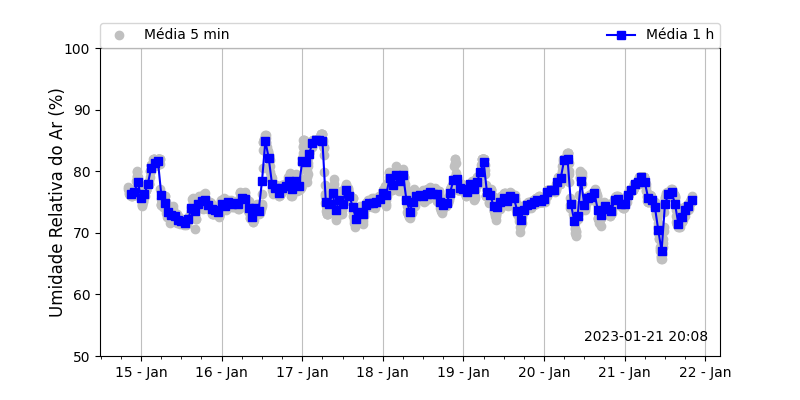 Média 5 min
Média 1 h
Umidade Relativa do Ar (%)
100
90
80
70
60
50
2023-01-21 20:08
15 - Jan
16 - Jan
17 - Jan
18 - Jan
19 - Jan
20 - Jan
21 - Jan
22 - Jan